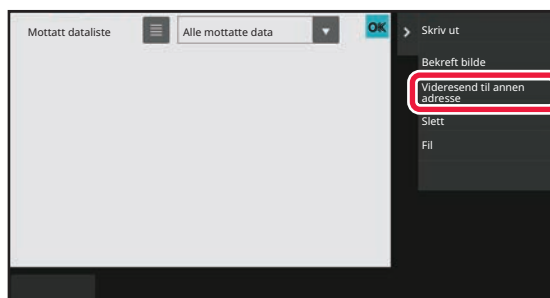 Mottatt dataliste
Alle mottatte data
OK
Skriv ut
Bekreft bilde
Videresend til annen
adresse
Slett
Fil